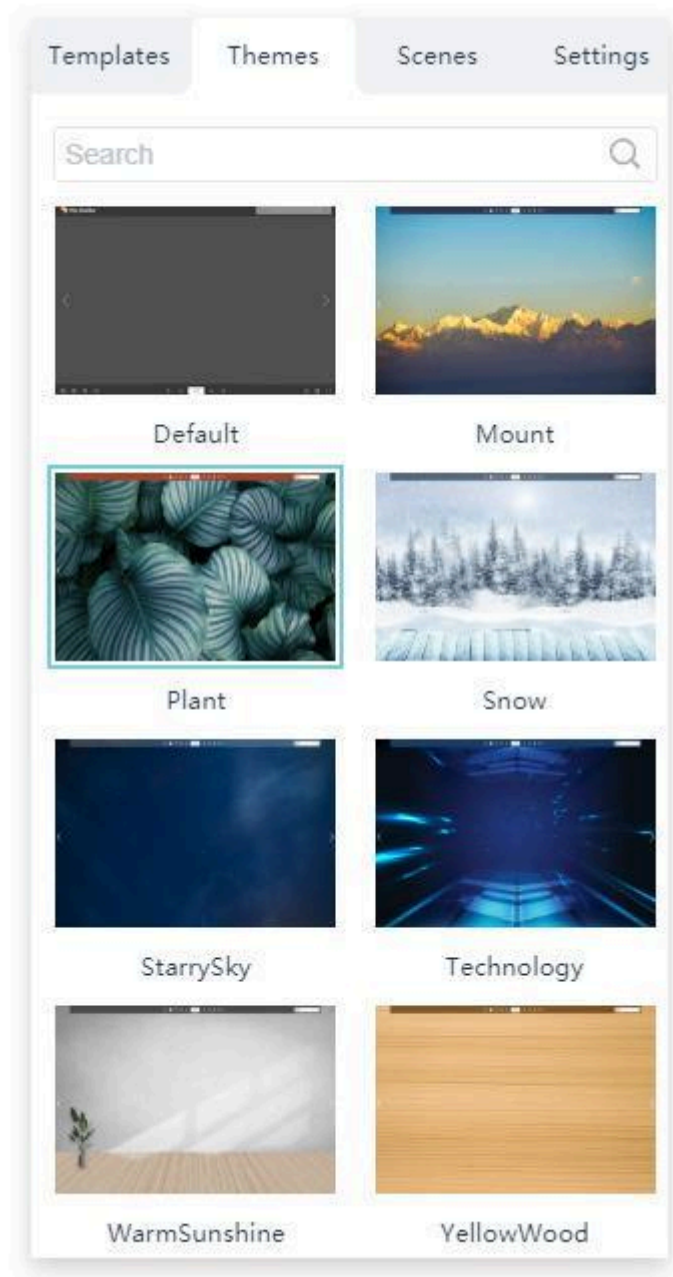 Templates Themes Scenes Settings
Search
Default Mount
Plant Snow
StarrySky Technology
WarmSunshine YellowWood